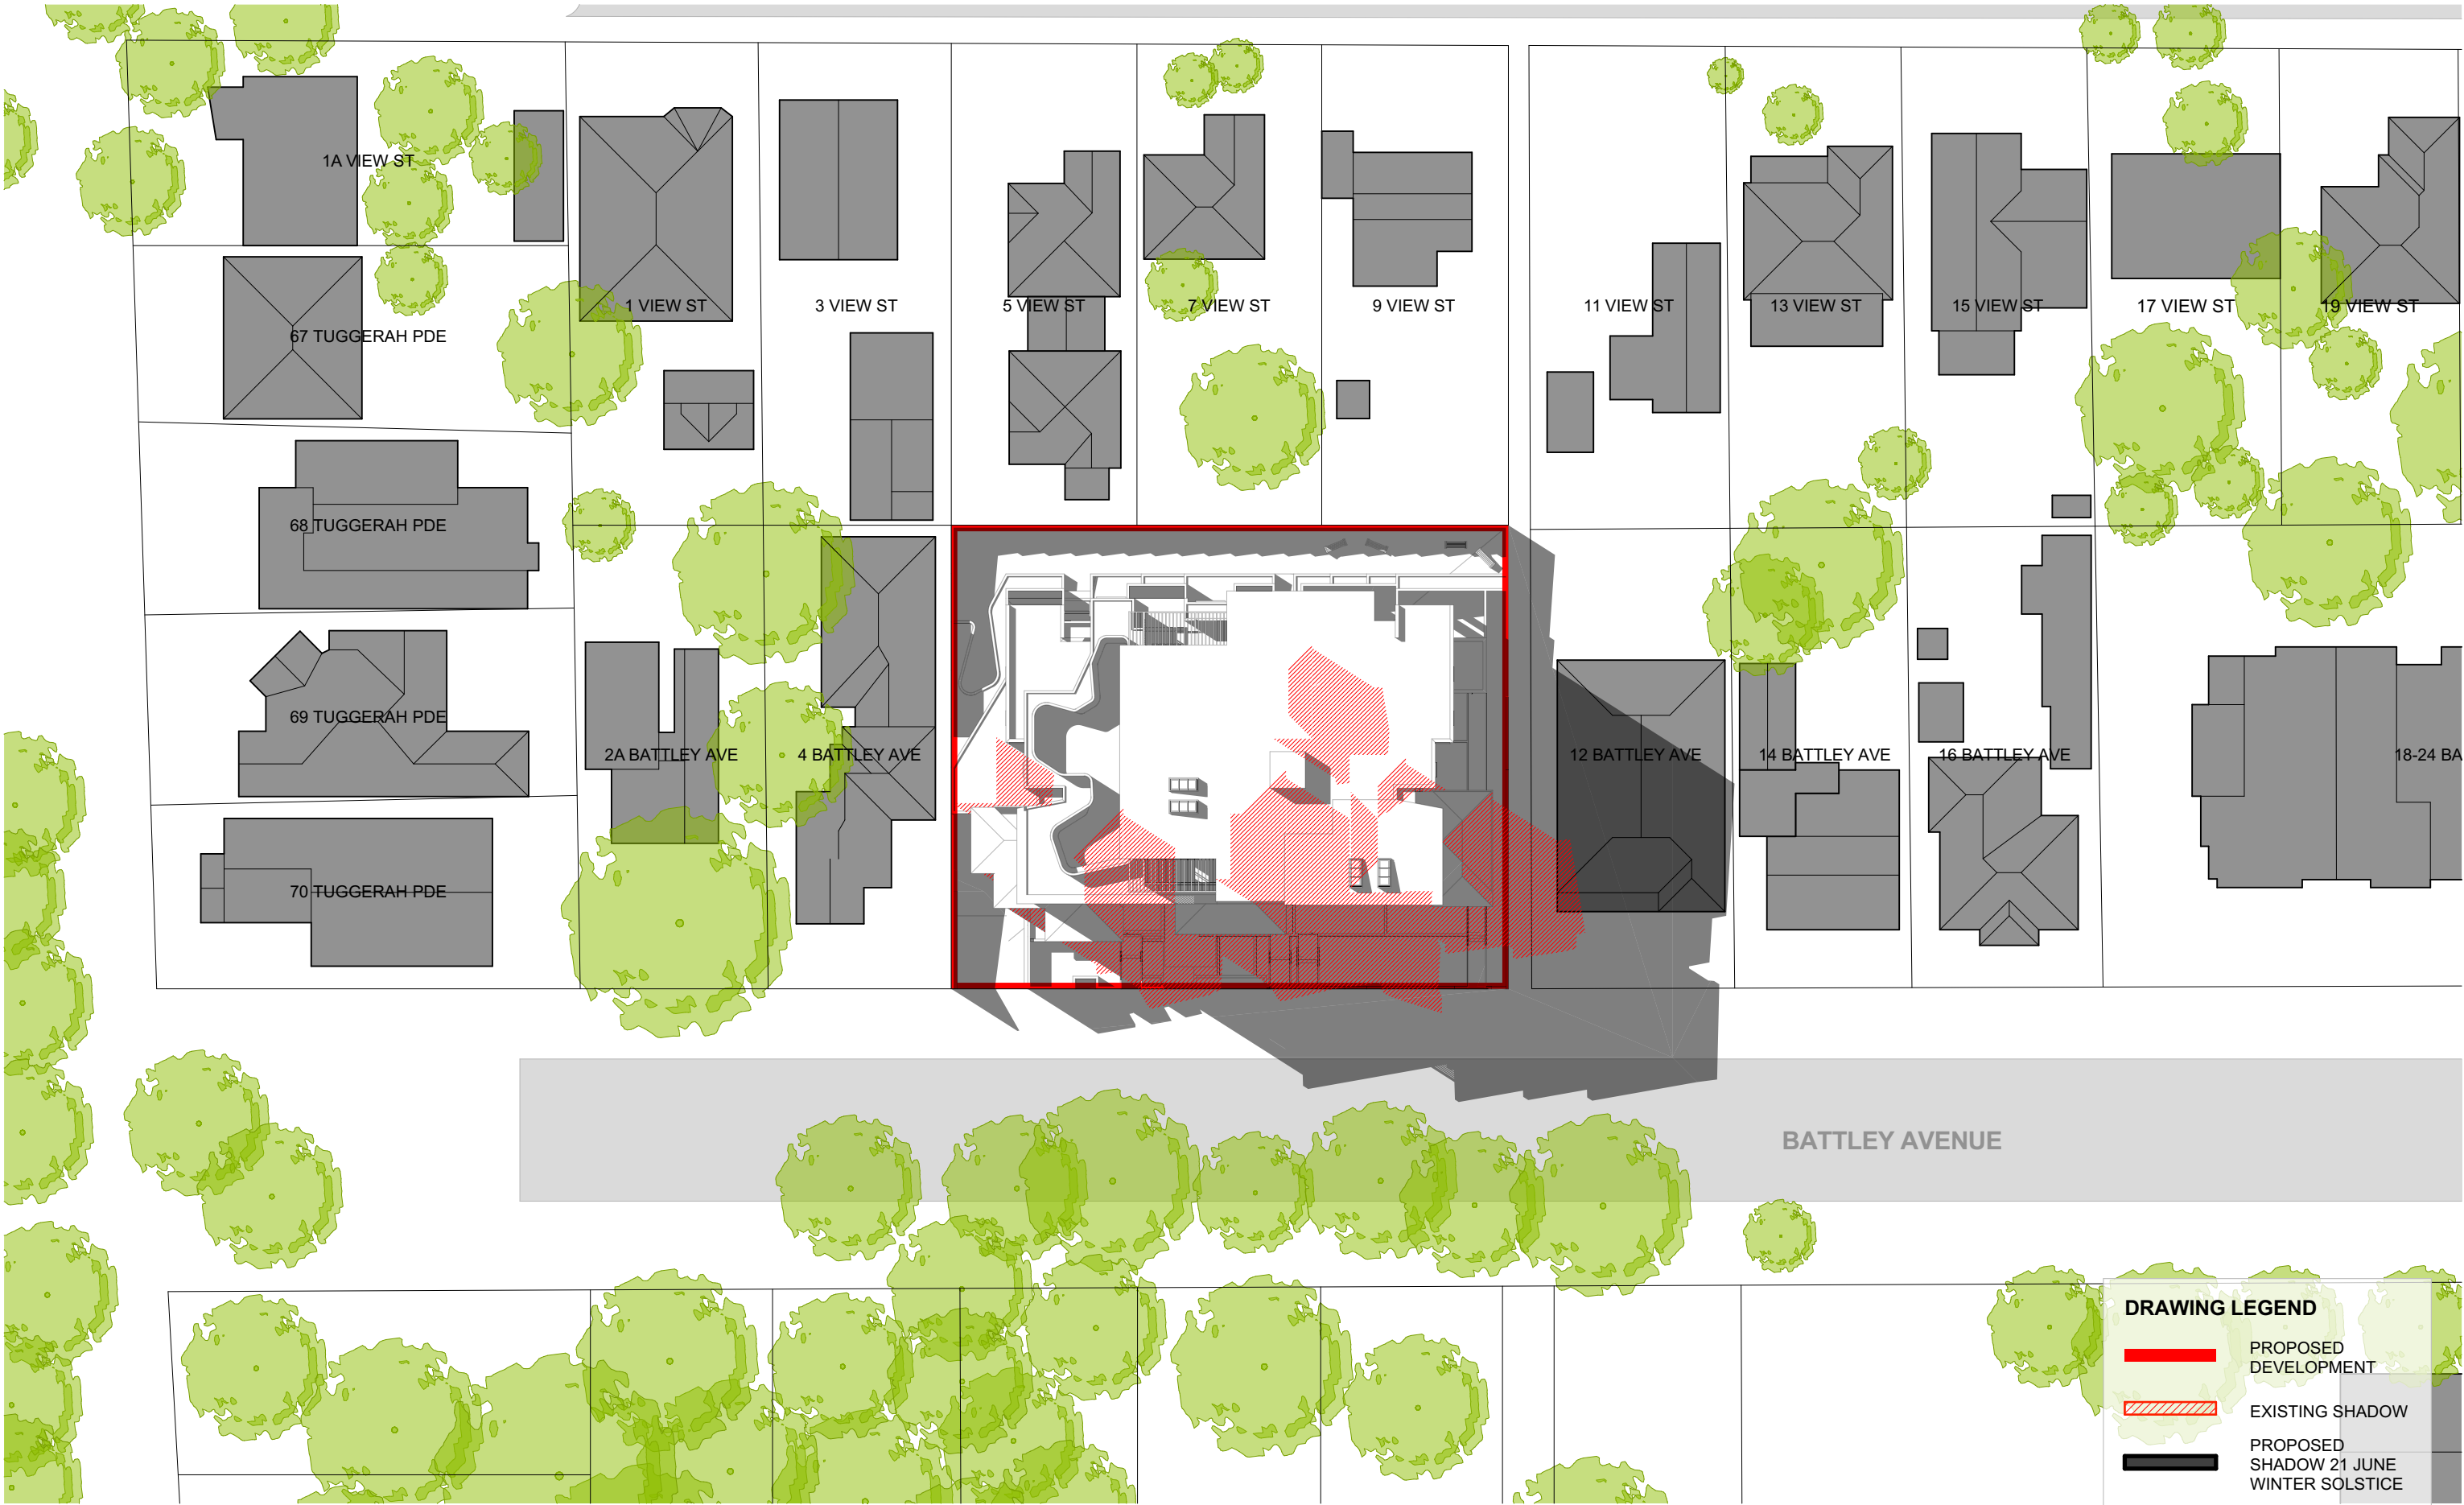 1A VIEW ST
1 VIEW ST
3 VIEW ST
5 VIEW ST
7 VIEW ST
9 VIEW ST
11 VIEW ST
13 VIEW ST
15 VIEW ST
17 VIEW ST
19 VIEW ST
67 TUGGERAH PDE
68 TUGGERAH PDE
69 TUGGERAH PDE
70 TUGGERAH PDE
2A BATTLEY AVE
4 BATTLEY AVE
12 BATTLEY AVE
14 BATTLEY AVE
16 BATTLEY AVE
18-24 BA
BATTLEY AVENUE
DRAWING LEGEND
PROPOSED
DEVELOPMENT
EXISTING SHADOW
PROPOSED
SHADOW 21 JUNE
WINTER SOLSTICE